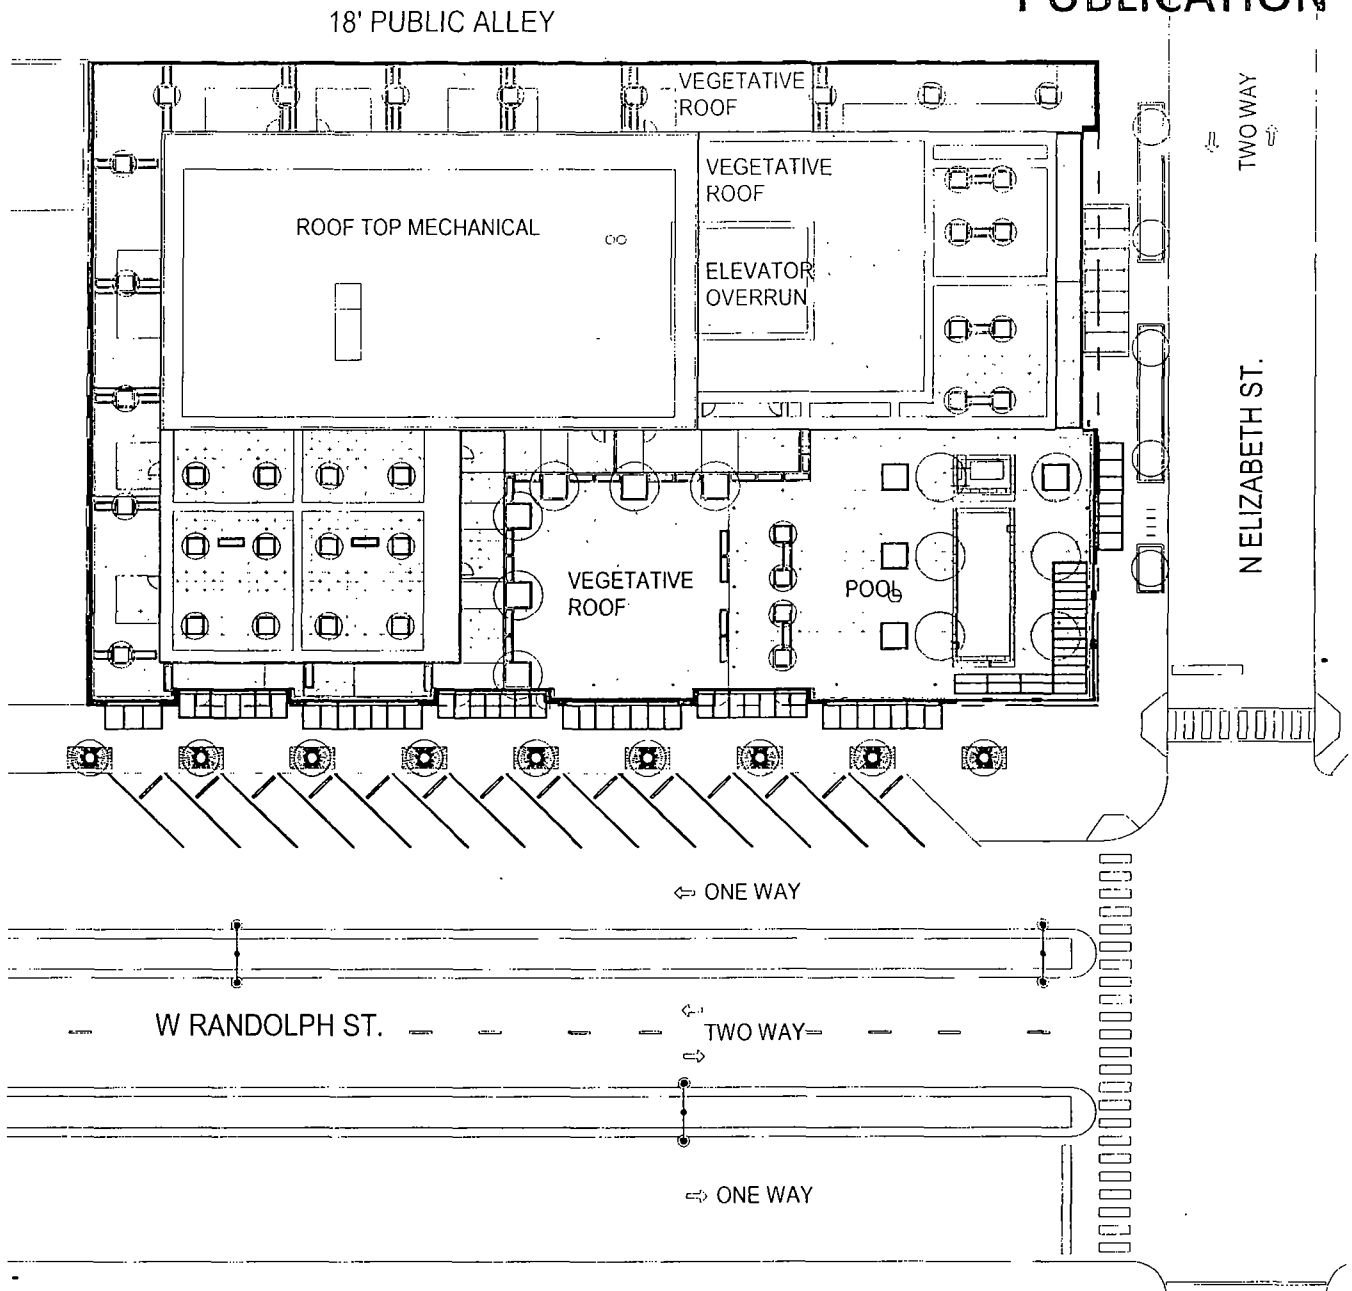 PUBLICATION
18' PUBLIC ALLEY
VEGETATIVE
ROOF
TWO WAY
VEGETATIVE
ROOF
ROOF TOP MECHANICAL
ELEVATOR
OVERRUN
N ELIZABETH ST.
VEGETATIVE
ROOF
POOL
ONE WAY
W RANDOLPH ST.
TWO WAY
ONE WAY